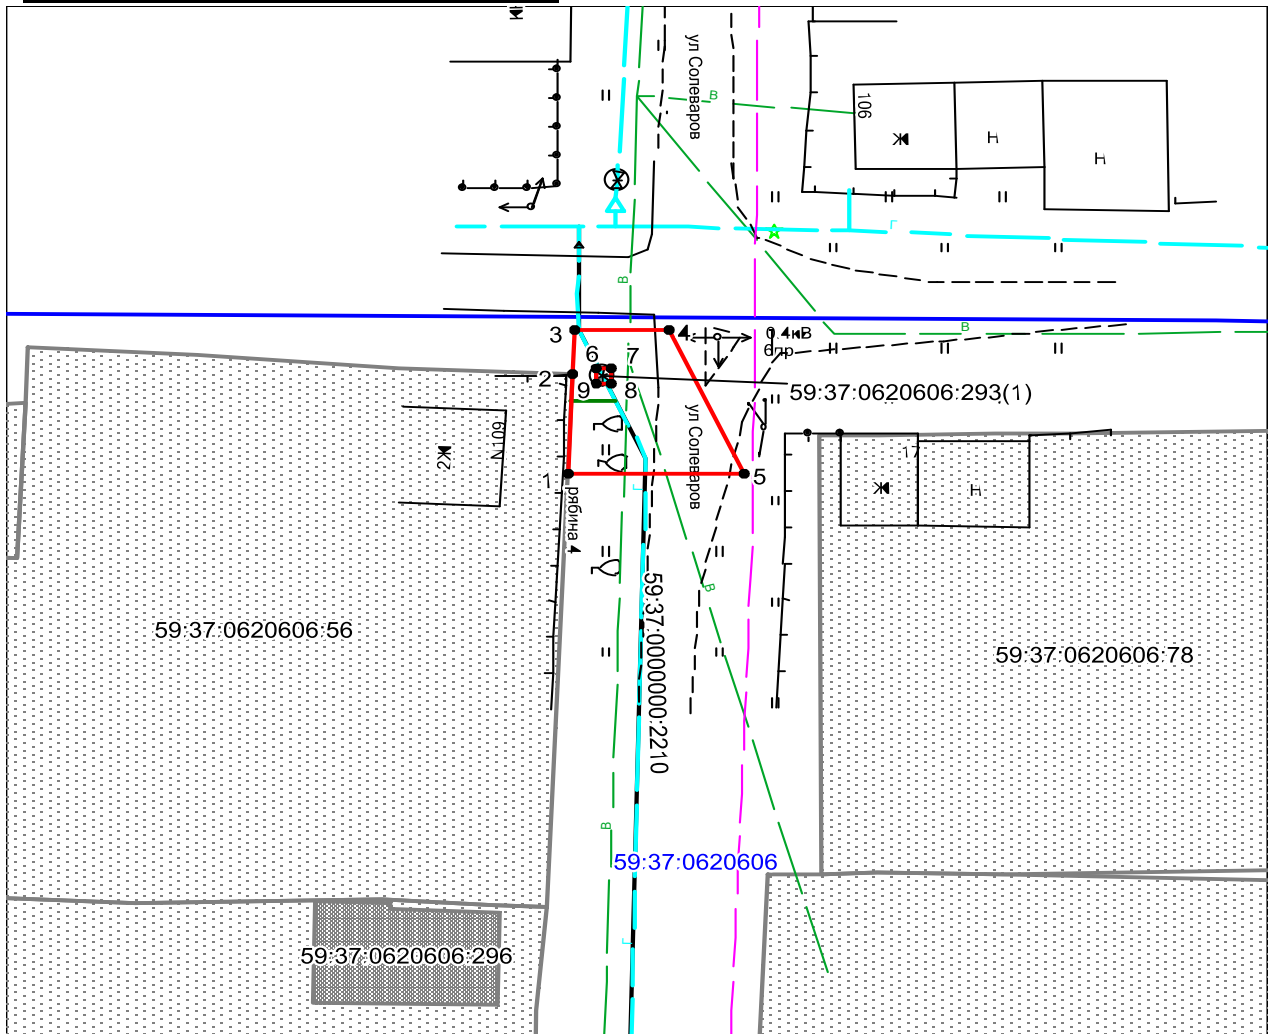 ул Солеваров
В
106
Ж
Н
Н
Г
В
В
3
4
0.4кВ
6пр
6
7
2
9
8
59:37:0620606:293(1)
N109
2Ж
ул Солеваров
17
Ж
Н
1
5
рябина 4
Г
В
59:37:0000000:2210
59:37:0620606:56
59:37:0620606:78
В
59:37:0620606
Г
59:37:0620606:296